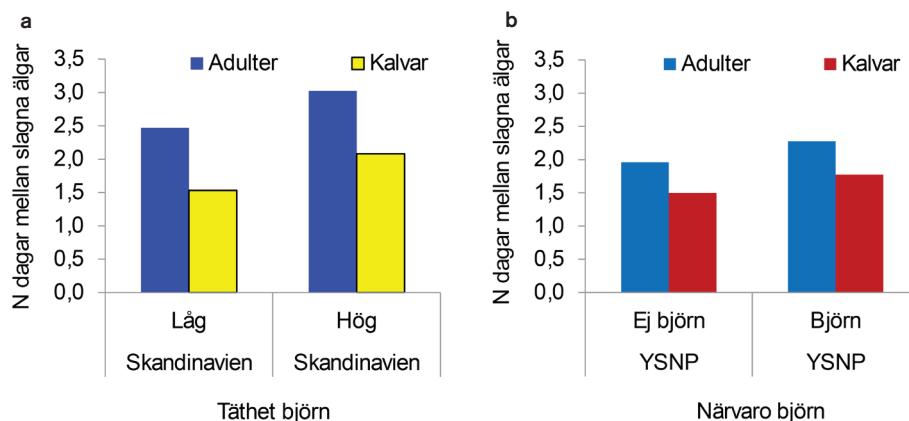 a
N dagar mellan slagna älgar
Adulter
Kalvar
3,5
3,0
2,5
2,0
1,5
1,0
0,5
0,0
Låg
Hög
Skandinavien
Skandinavien
Täthet björn
b
N dagar mellan slagna älgar
Adulter
Kalvar
3,5
3,0
2,5
2,0
1,5
1,0
0,5
0,0
Ej björn
Björn
YSNP
YSNP
Närvaro björn